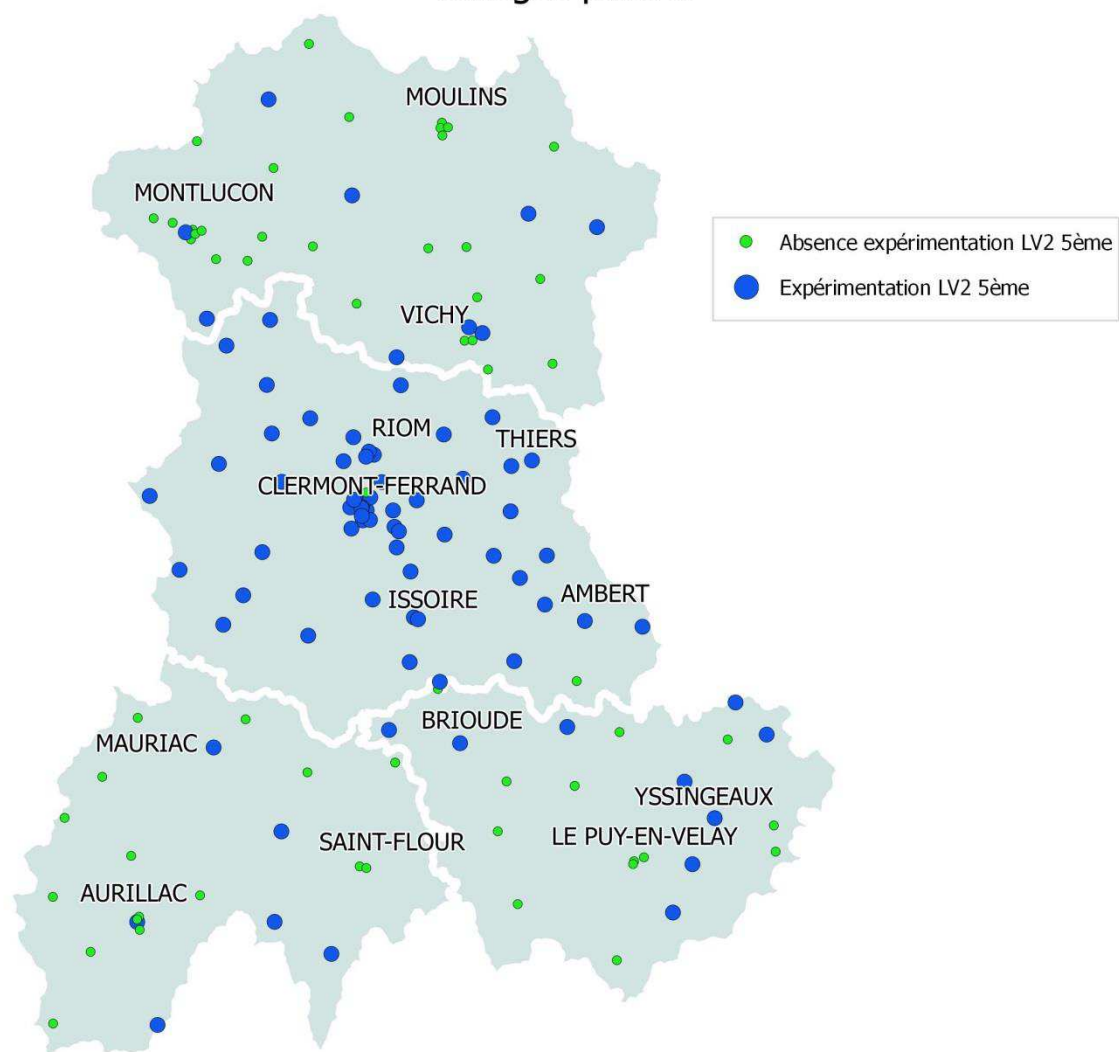 MOULINS
MONTLUCON
Absence expérimentation LV2 5ème
Expérimentation LV2 5ème
VICHY
RIOM
THIERS
CLERMONT-FERRAND
ISSOIRE
AMBERT
BRIOUDE
MAURIAC
YSSINGEAUX
SAINT-FLOUR
LE PUY-EN-VELAY
AURILLAC